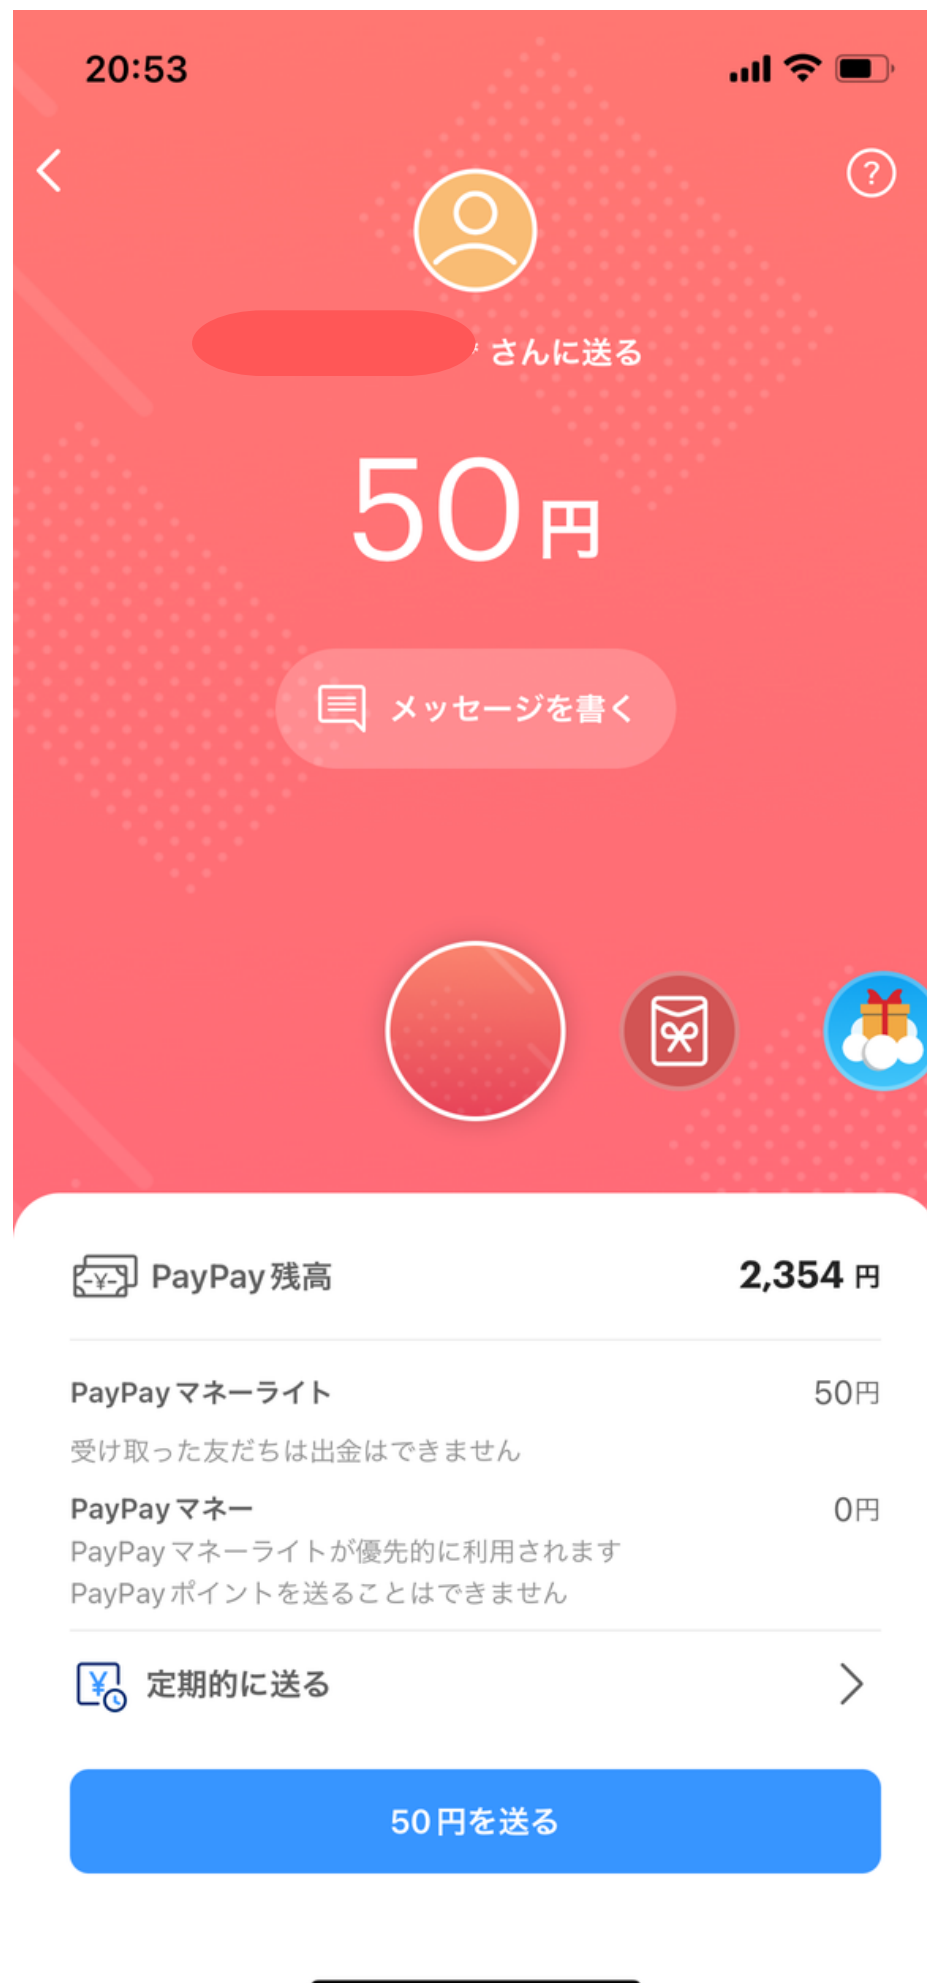 20:53
?
さんに送る
50円
メッセージを書く
PayPay残高 2,354 円
PayPayマネーライト 50円
受け取った友だちは出金はできません
PayPayマネー 0円
PayPayマネーライトが優先的に利用されます
PayPayポイントを送ることはできません
定期的に送る
50円を送る